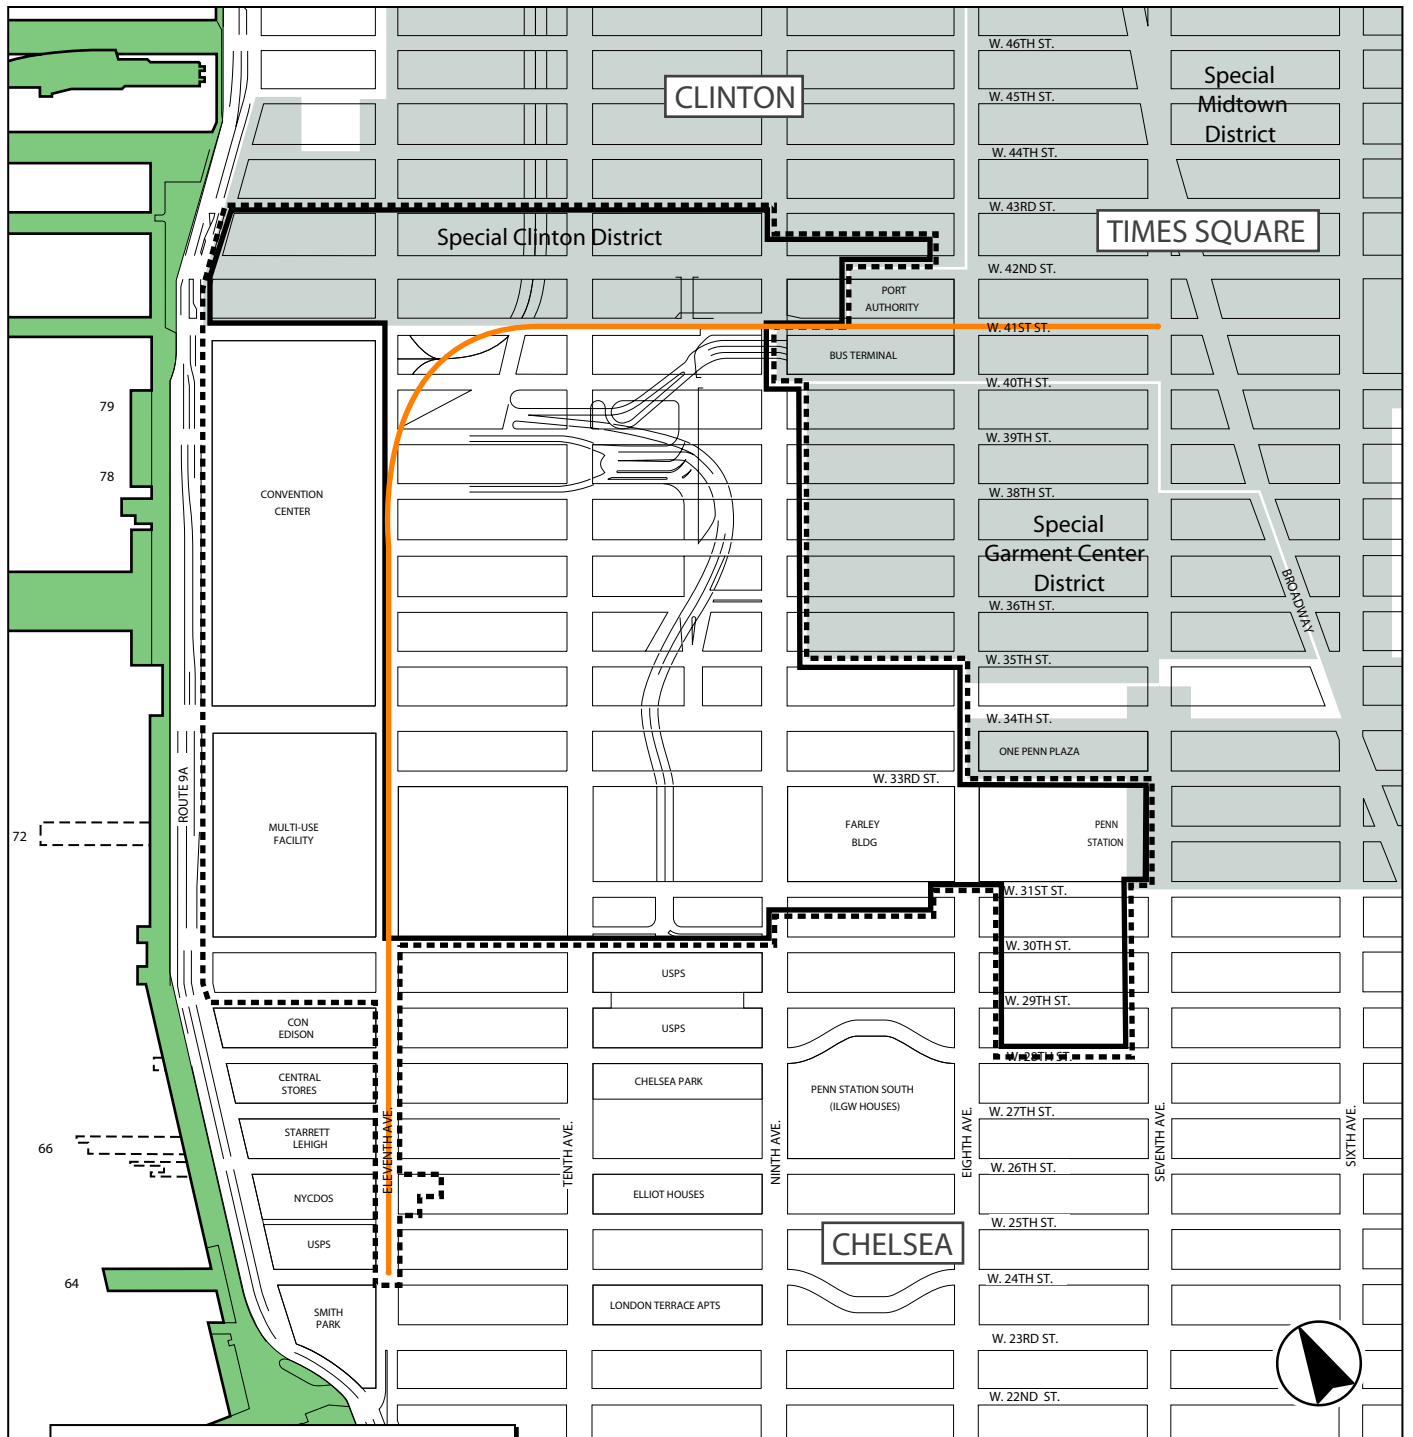 W. 46TH ST.
CLINTON
Special
Midtown
District
W. 45TH ST.
W. 44TH ST.
W. 43RD ST.
Special Clinton District
TIMES SQUARE
W. 42ND ST.
PORT
AUTHORITY
W. 41ST ST.
BUS TERMINAL
W. 40TH ST.
79
W. 39TH ST.
78
CONVENTION
CENTER
W. 38TH ST.
Special
Garment Center
District
BROADWAY
W. 36TH ST.
W. 35TH ST.
W. 34TH ST.
ONE PENN PLAZA
W. 33RD ST.
ROUTE 9A
72
MULTI-USE
FACILITY
FARLEY
BLDG
PENN
STATION
W. 31ST ST.
W. 30TH ST.
USPS
W. 29TH ST.
CON
EDISON
USPS
W. 28TH ST.
CENTRAL
STORES
CHELSEA PARK
PENN STATION SOUTH
(ILGW HOUSES)
W. 27TH ST.
66
STARRETT
LEHIGH
ELEVENTH AVE.
TENTH AVE.
NINTH AVE.
EIGHTH AVE.
SEVENTH AVE.
SIXTH AVE.
W. 26TH ST.
NYCDOS
ELLIOT HOUSES
W. 25TH ST.
USPS
CHELSEA
64
W. 24TH ST.
SMITH
PARK
LONDON TERRACE APTS
W. 23RD ST.
W. 22ND ST.